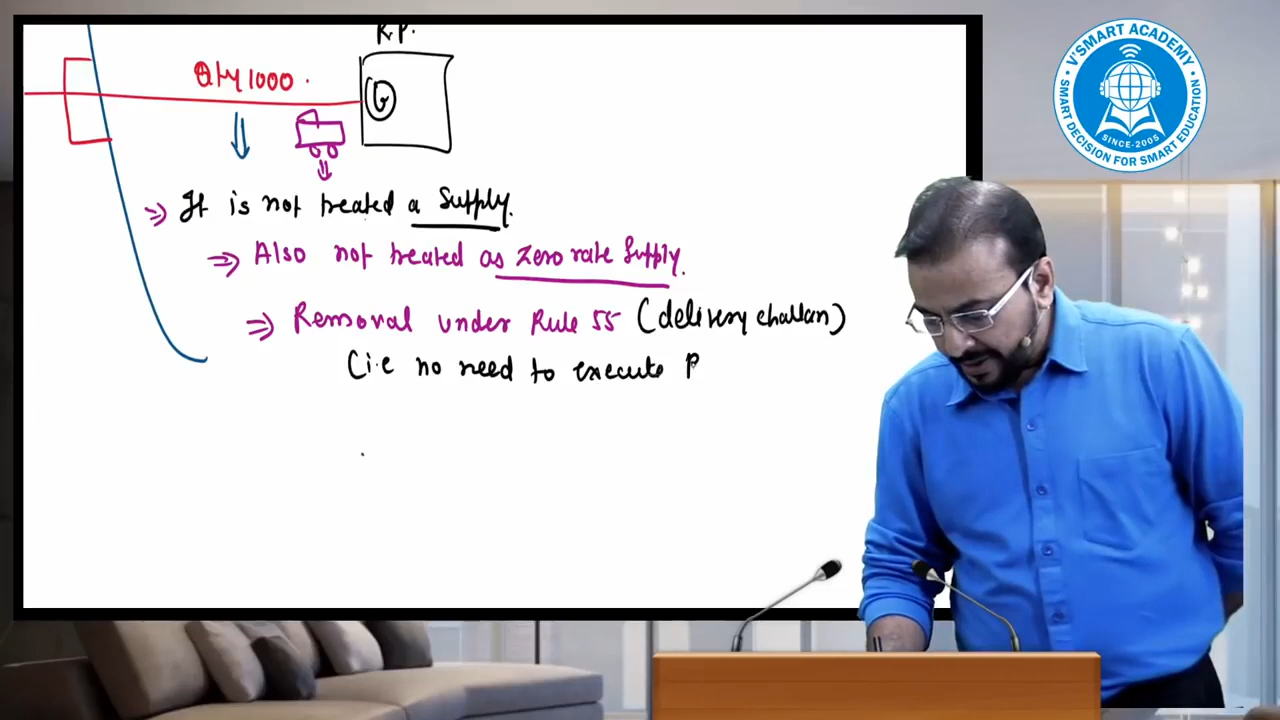 R.P.
Qty 1000.
G
⇒ It is not treated a Supply.
⇒ Also not treated as Zero rate Supply.
⇒ Removal under Rule 55 (delivery challan)
(i.e no need to execute P
V'SMART ACADEMY
SINCE-2005
SMART DECISION FOR SMART EDUCATION